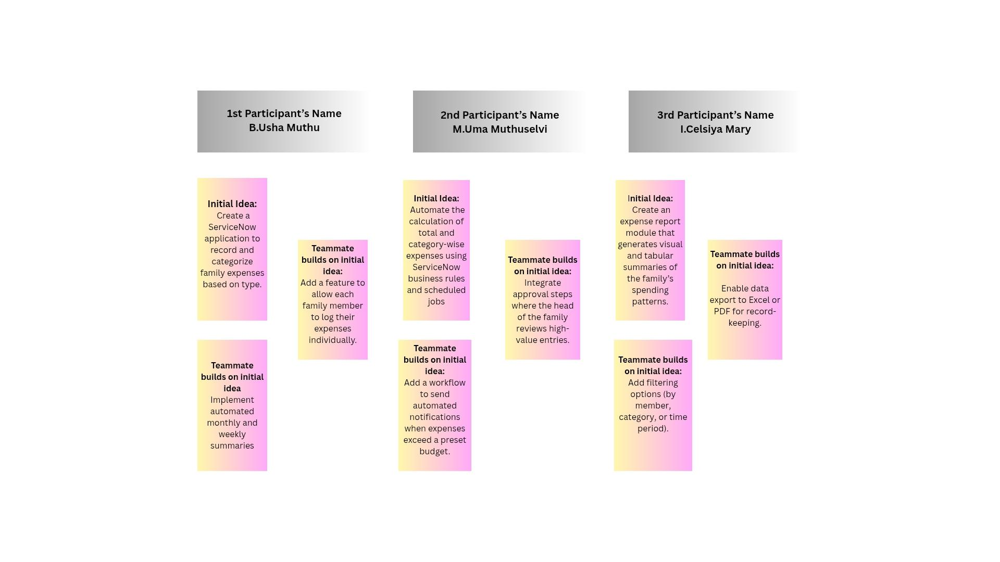 1st Participant’s Name
B.Usha Muthu
2nd Participant’s Name
M.Uma Muthuselvi
3rd Participant’s Name
I.Celsiya Mary
Initial Idea:
Create a
ServiceNow
application to
record and
categorize
family expenses
based on type.
Teammate
builds on initial
idea:
Add a feature to
allow each
family member
to log their
expenses
individually.
Teammate
builds on initial
idea
Implement
automated
monthly and
weekly
summaries
Initial Idea:
Automate the
calculation of
total and
category-wise
expenses using
ServiceNow
business rules
and scheduled
jobs
Teammate builds
on initial idea:
Integrate
approval steps
where the head
of the family
reviews high-
value entries.
Teammate
builds on initial
idea:
Add a workflow
to send
automated
notifications
when expenses
exceed a preset
budget.
Initial Idea:
Create an
expense report
module that
generates visual
and tabular
summaries of
the family’s
spending
patterns.
Teammate builds
on initial idea:
Enable data
export to Excel or
PDF for record-
keeping.
Teammate builds
on initial idea:
Add filtering
options (by
member,
category, or time
period).